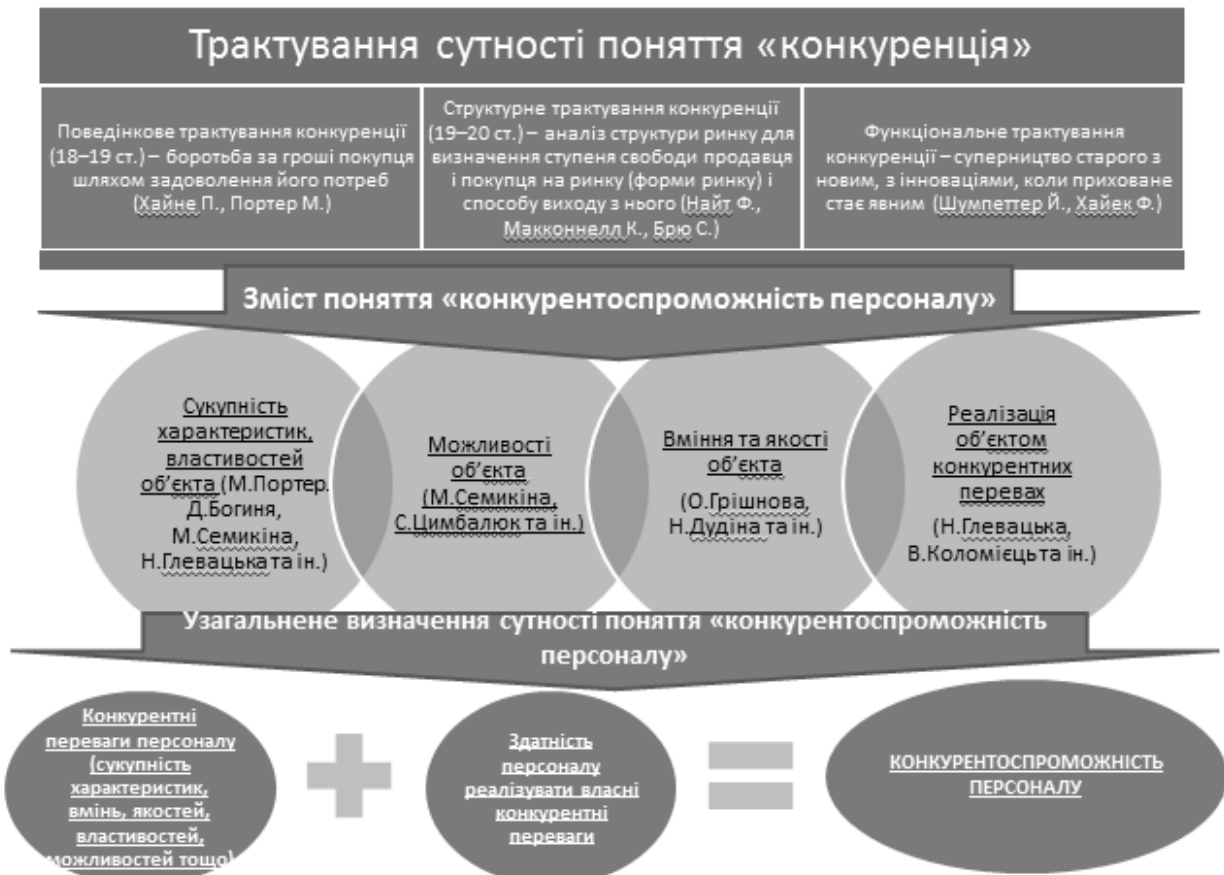 Трактування сутності поняття «конкуренція»
Поведінкове трактування конкуренції
(18–19 ст.) – боротьба за гроші покупця
шляхом задоволення його потреб
(Хайне П., Портер М.)
Структурне трактування конкуренції
(19–20 ст.) – аналіз структури ринку для
визначення ступеня свободи продавця
і покупця на ринку (форми ринку) і
способу виходу з нього (Найт Ф.,
Макконнелл К., Брю С.)
Функціональне трактування
конкуренції – суперництво старого з
новим, з інноваціями, коли приховане
стає явним (Шумпеттер Й., Хайек Ф.)
Зміст поняття «конкурентоспроможність персоналу»
Сукупність
характеристик,
властивостей
об’єкта (М.Портер.
Д.Богиня,
М.Семикіна,
Н.Глевацька та ін.)
Можливості
об’єкта
(М.Семикіна,
С.Цимбалюк та ін.)
Вміння та якості
об’єкта
(О.Грішнова,
Н.Дудіна та ін.)
Реалізація
об’єктом
конкурентних
перевах
(Н.Глевацька,
В.Коломієць та ін.)
Узагальнене визначення сутності поняття «конкурентоспроможність
персоналу»
Конкурентні
переваги персоналу
(сукупність
характеристик,
вмінь, якостей,
властивостей,
можливостей тощо)
Здатність
персоналу
реалізувати власні
конкурентні
переваги
КОНКУРЕНТОСПРОМОЖНІСТЬ
ПЕРСОНАЛУ